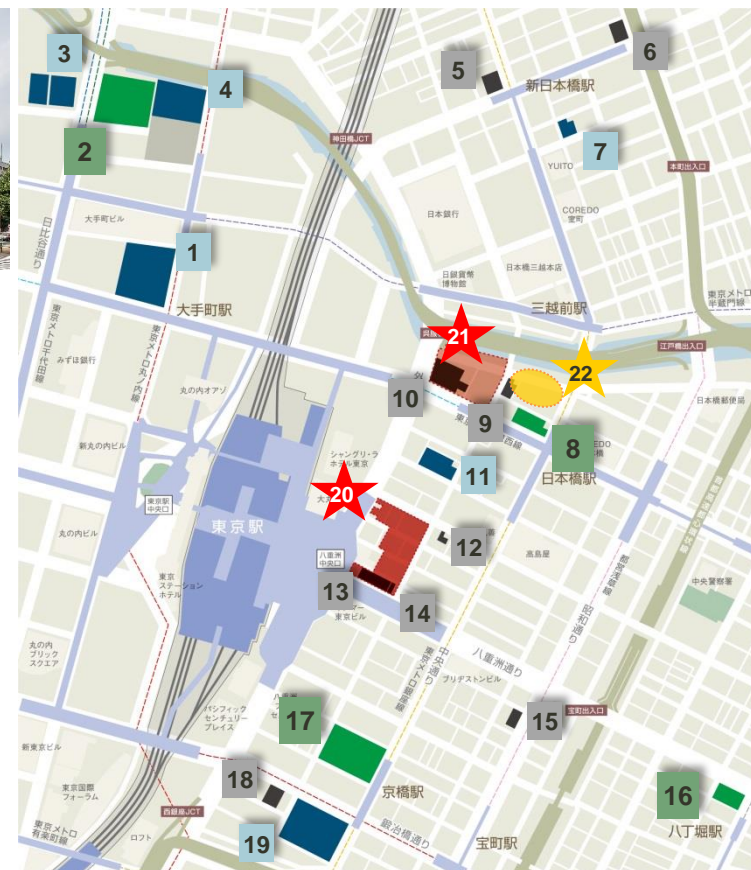 3
4
2
5
6
新日本橋駅
7
神田橋JCT
本町出入口
YUITO
COREDO
室町
日本銀行
日比谷通り
大手町ビル
1
大手町駅
日銀貨幣
博物館
日本橋三越本店
三越前駅
東京メトロ
半蔵門線
江戸橋出入口
21
22
東京メトロ千代田線
東京メトロ丸ノ内線
みずほ銀行
丸の内オアゾ
10
9
8
日本橋駅
日本橋郵便局
新丸の内ビル
シャングリ・ラ
ホテル東京
11
20
東京駅
中央口
東京駅
八重洲
中央口
丸の内ビル
12
高島屋
都営浅草線
昭和通り
中央警察署
東京
ステーション
ホテル
13
14
東京ビル
丸の内
ブリック
スクエア
八重洲通り
中央通り
東京メトロ銀座線
ブリヂストンビル
パシフィック
センチュリー
プレイス
17
15
宝町出入口
新東京ビル
18
京橋駅
16
八丁堀駅
東京国際
フォーラム
西銀座JCT
東京メトロ
有楽町線
ロフト
19
鍛冶橋通り
宝町駅